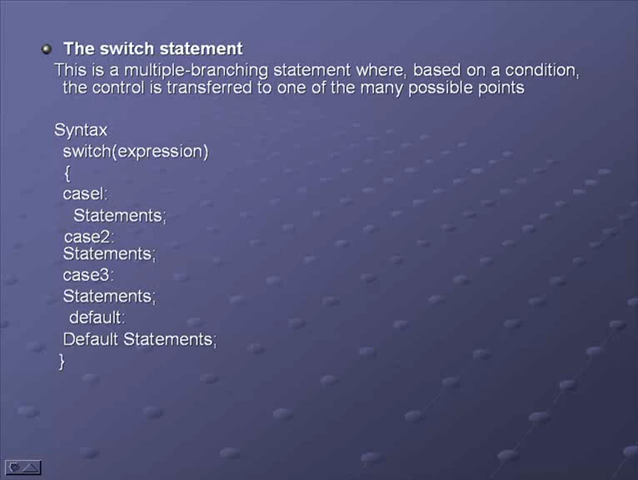 The switch statement
This is a multiple-branching statement where, based on a condition,
the control is transferred to one of the many possible points
Syntax
switch(expression)
{
casel:
Statements;
case2:
Statements;
case3:
Statements;
default:
Default Statements;
}